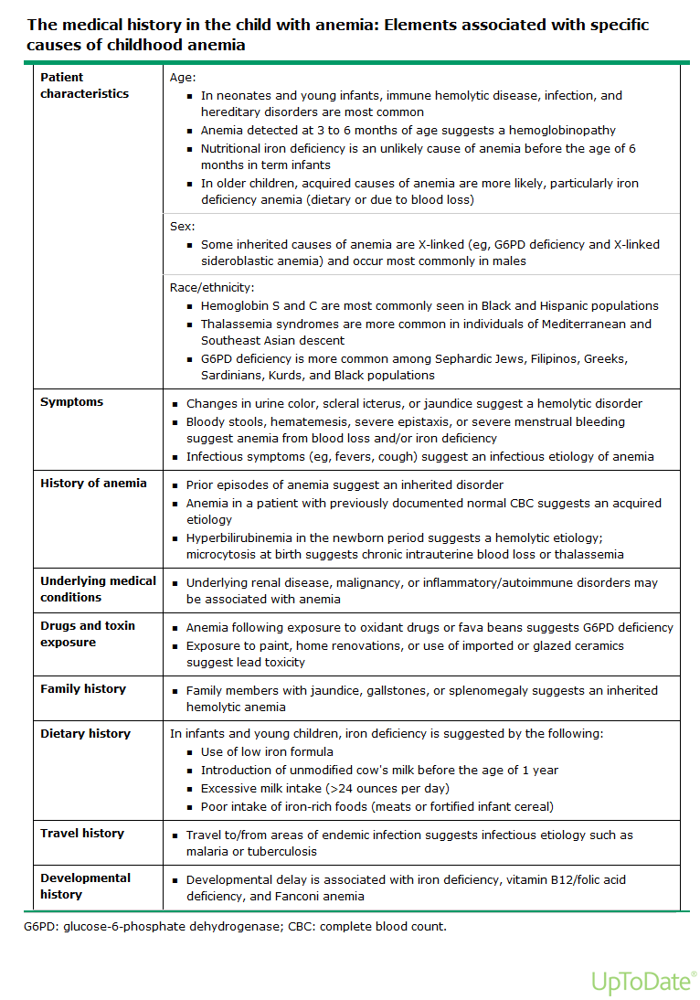 The medical history in the child with anemia: Elements associated with specific
causes of childhood anemia
Patient
characteristics
Age:
▪ In neonates and young infants, immune hemolytic disease, infection, and
hereditary disorders are most common
▪ Anemia detected at 3 to 6 months of age suggests a hemoglobinopathy
▪ Nutritional iron deficiency is an unlikely cause of anemia before the age of 6
months in term infants
▪ In older children, acquired causes of anemia are more likely, particularly iron
deficiency anemia (dietary or due to blood loss)
Sex:
▪ Some inherited causes of anemia are X-linked (eg, G6PD deficiency and X-linked
sideroblastic anemia) and occur most commonly in males
Race/ethnicity:
▪ Hemoglobin S and C are most commonly seen in Black and Hispanic populations
▪ Thalassemia syndromes are more common in individuals of Mediterranean and
Southeast Asian descent
▪ G6PD deficiency is more common among Sephardic Jews, Filipinos, Greeks,
Sardinians, Kurds, and Black populations
Symptoms
▪ Changes in urine color, scleral icterus, or jaundice suggest a hemolytic disorder
▪ Bloody stools, hematemesis, severe epistaxis, or severe menstrual bleeding
suggest anemia from blood loss and/or iron deficiency
▪ Infectious symptoms (eg, fevers, cough) suggest an infectious etiology of anemia
History of anemia
▪ Prior episodes of anemia suggest an inherited disorder
▪ Anemia in a patient with previously documented normal CBC suggests an acquired
etiology
▪ Hyperbilirubinemia in the newborn period suggests a hemolytic etiology;
microcytosis at birth suggests chronic intrauterine blood loss or thalassemia
Underlying medical
conditions
▪ Underlying renal disease, malignancy, or inflammatory/autoimmune disorders may
be associated with anemia
Drugs and toxin
exposure
▪ Anemia following exposure to oxidant drugs or fava beans suggests G6PD deficiency
▪ Exposure to paint, home renovations, or use of imported or glazed ceramics
suggest lead toxicity
Family history
▪ Family members with jaundice, gallstones, or splenomegaly suggests an inherited
hemolytic anemia
Dietary history
In infants and young children, iron deficiency is suggested by the following:
▪ Use of low iron formula
▪ Introduction of unmodified cow's milk before the age of 1 year
▪ Excessive milk intake (>24 ounces per day)
▪ Poor intake of iron-rich foods (meats or fortified infant cereal)
Travel history
▪ Travel to/from areas of endemic infection suggests infectious etiology such as
malaria or tuberculosis
Developmental
history
▪ Developmental delay is associated with iron deficiency, vitamin B12/folic acid
deficiency, and Fanconi anemia
G6PD: glucose-6-phosphate dehydrogenase; CBC: complete blood count.
UpToDate®